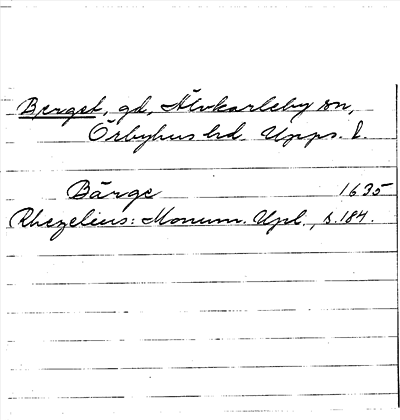 Berget, gd, Älvkarleby sn,
Örbyhus hd. Upps. l.
Bärge 1635
Rhezelius: Monum. Upl., s. 184.